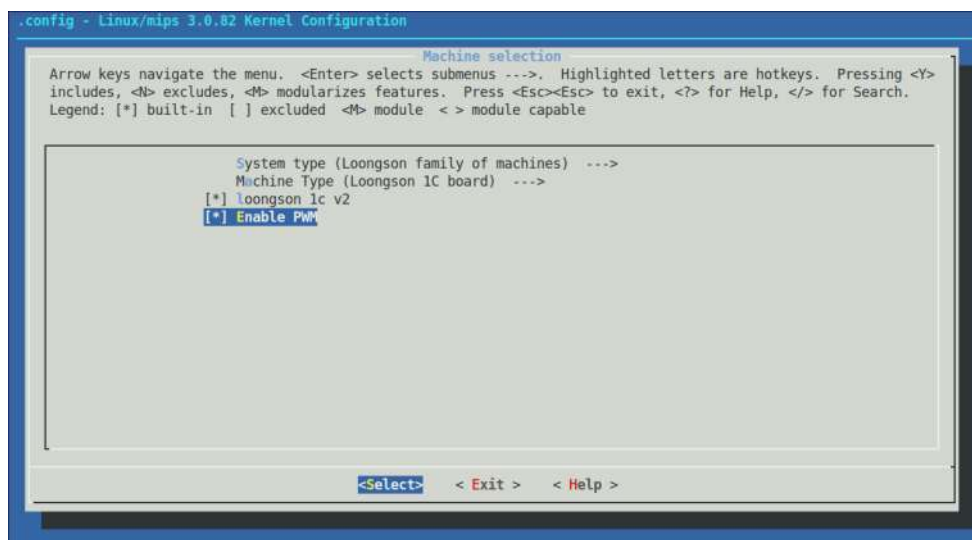 .config - Linux/mips 3.0.82 Kernel Configuration
Machine selection
Arrow keys navigate the menu. <Enter> selects submenus --->. Highlighted letters are hotkeys. Pressing <Y>
includes, <N> excludes, <M> modularizes features. Press <Esc><Esc> to exit, <?> for Help, </> for Search.
Legend: [*] built-in [ ] excluded <M> module < > module capable
System type (Loongson family of machines) --->
Machine Type (Loongson 1C board) --->
[*] loongson 1c v2
[*] Enable PWM
<Select> < Exit > < Help >